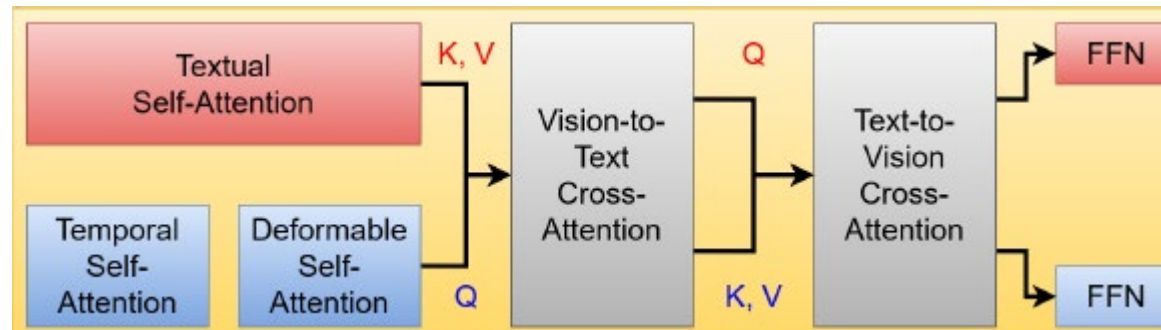 Textual
Self-Attention
K, V
Vision-to-
Text
Cross-
Attention
Q
Text-to-
Vision
Cross-
Attention
FFN
Temporal
Self-
Attention
Deformable
Self-
Attention
Q
K, V
FFN